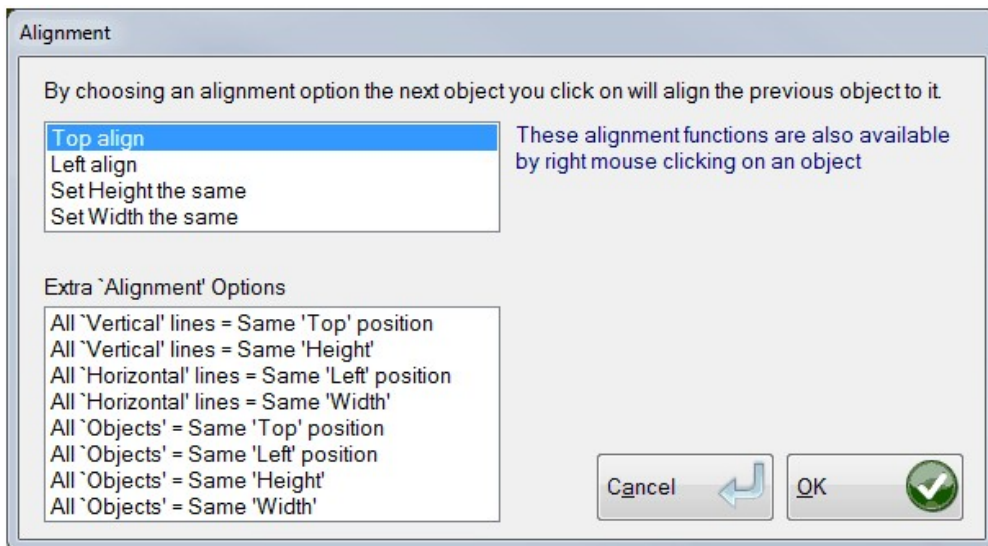 Alignment
By choosing an alignment option the next object you click on will align the previous object to it.
Top align
Left align
Set Height the same
Set Width the same
These alignment functions are also available
by right mouse clicking on an object
Extra `Alignment' Options
All `Vertical' lines = Same 'Top' position
All `Vertical' lines = Same 'Height'
All `Horizontal' lines = Same 'Left' position
All `Horizontal' lines = Same 'Width'
All `Objects' = Same 'Top' position
All `Objects' = Same 'Left' position
All `Objects' = Same 'Height'
All `Objects' = Same 'Width'
Cancel
OK